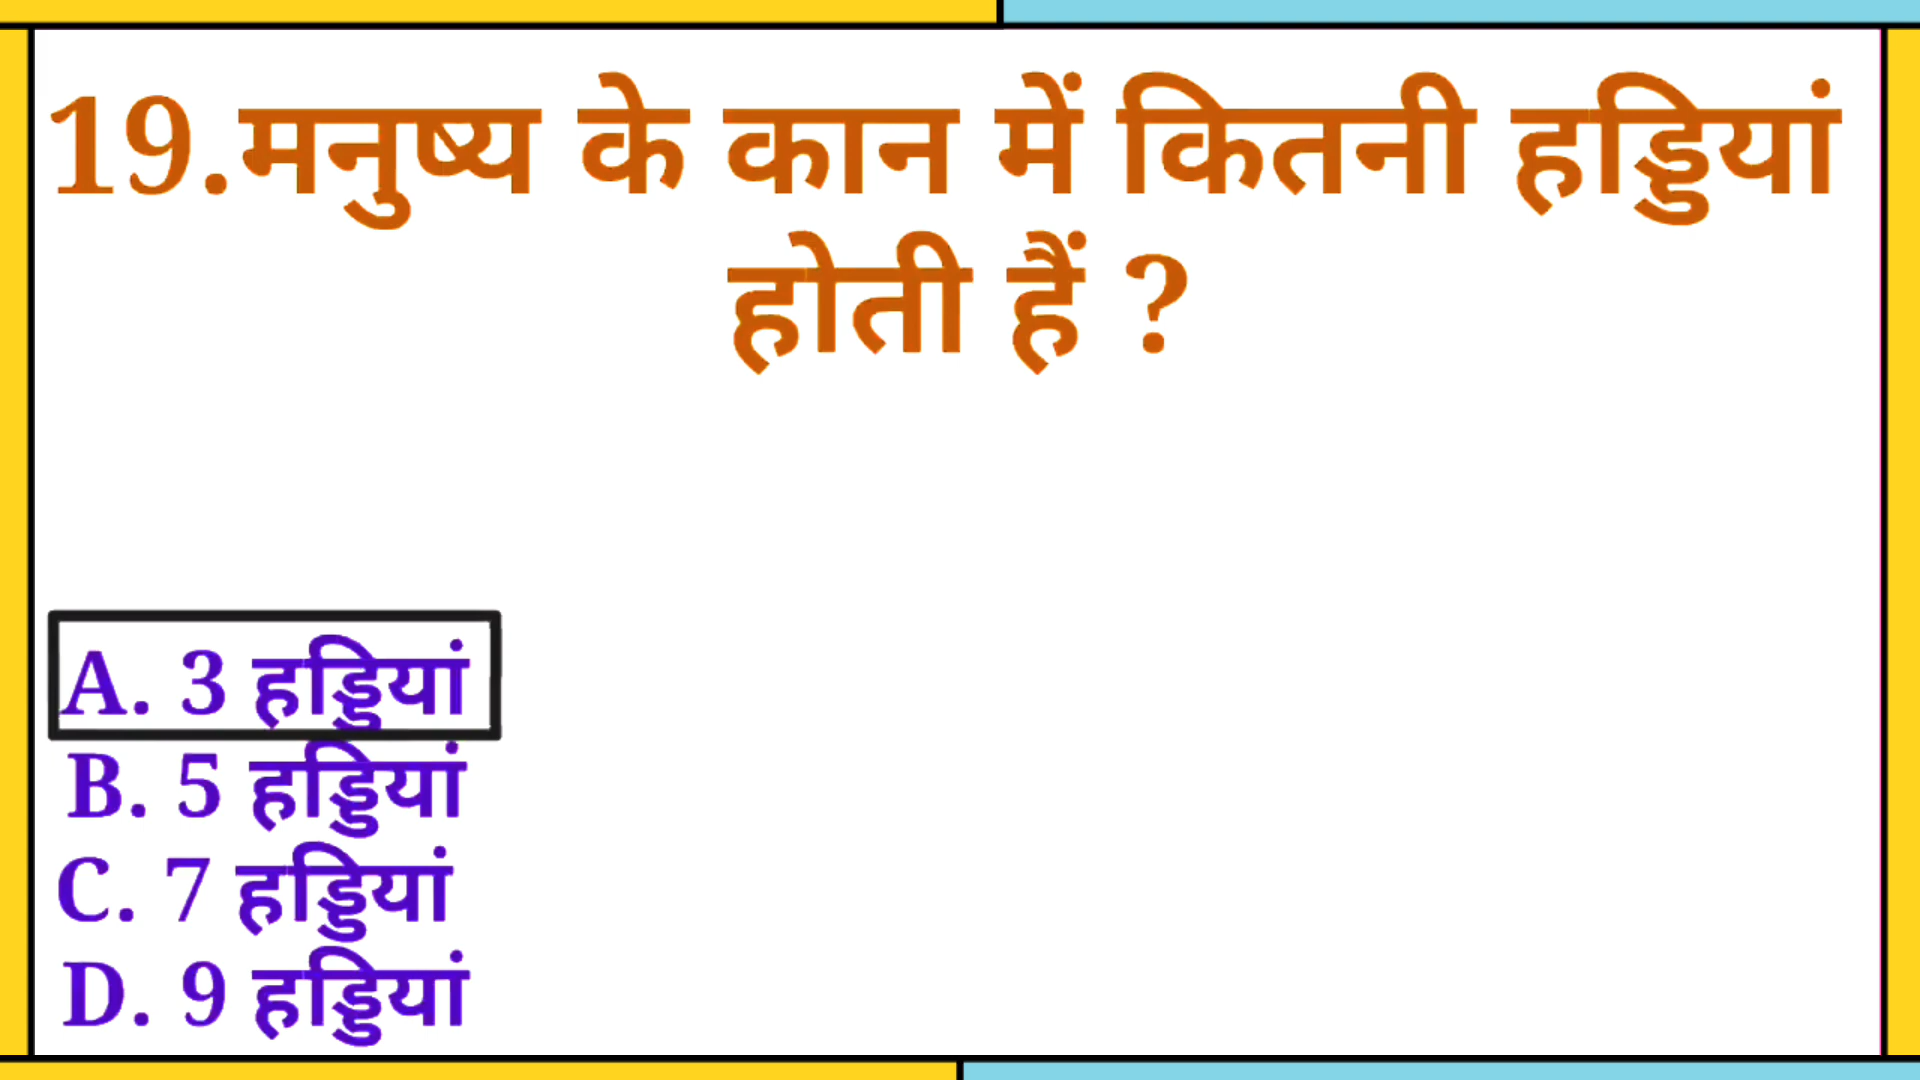 19.मनुष्य के कान में कितनी हड्डियां
होती हैं ?
A. 3 हड्डियां
B. 5 हड्डियां
C. 7 हड्डियां
D. 9 हड्डियां